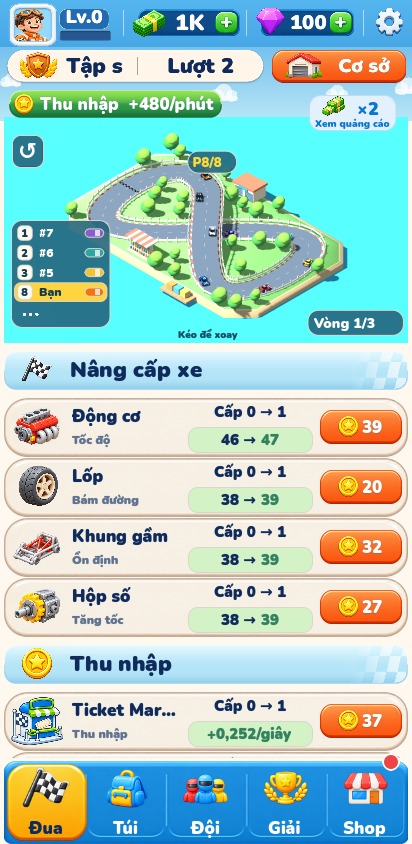 Lv.0
1K +
100 +
Tập s
Lượt 2
Cơ sở
Thu nhập +480/phút
×2
Xem quảng cáo
P8/8
1 #7
2 #6
3 #5
8 Bạn
...
Kéo để xoay
Vòng 1/3
Nâng cấp xe
Động cơ
Tốc độ
Cấp 0 → 1
46 → 47
39
Lốp
Bám đường
Cấp 0 → 1
38 → 39
20
Khung gầm
Ổn định
Cấp 0 → 1
38 → 39
32
Hộp số
Tăng tốc
Cấp 0 → 1
38 → 39
27
Thu nhập
Ticket Mar...
Thu nhập
Cấp 0 → 1
+0,252/giây
37
Đua
Túi
Đội
Giải
Shop